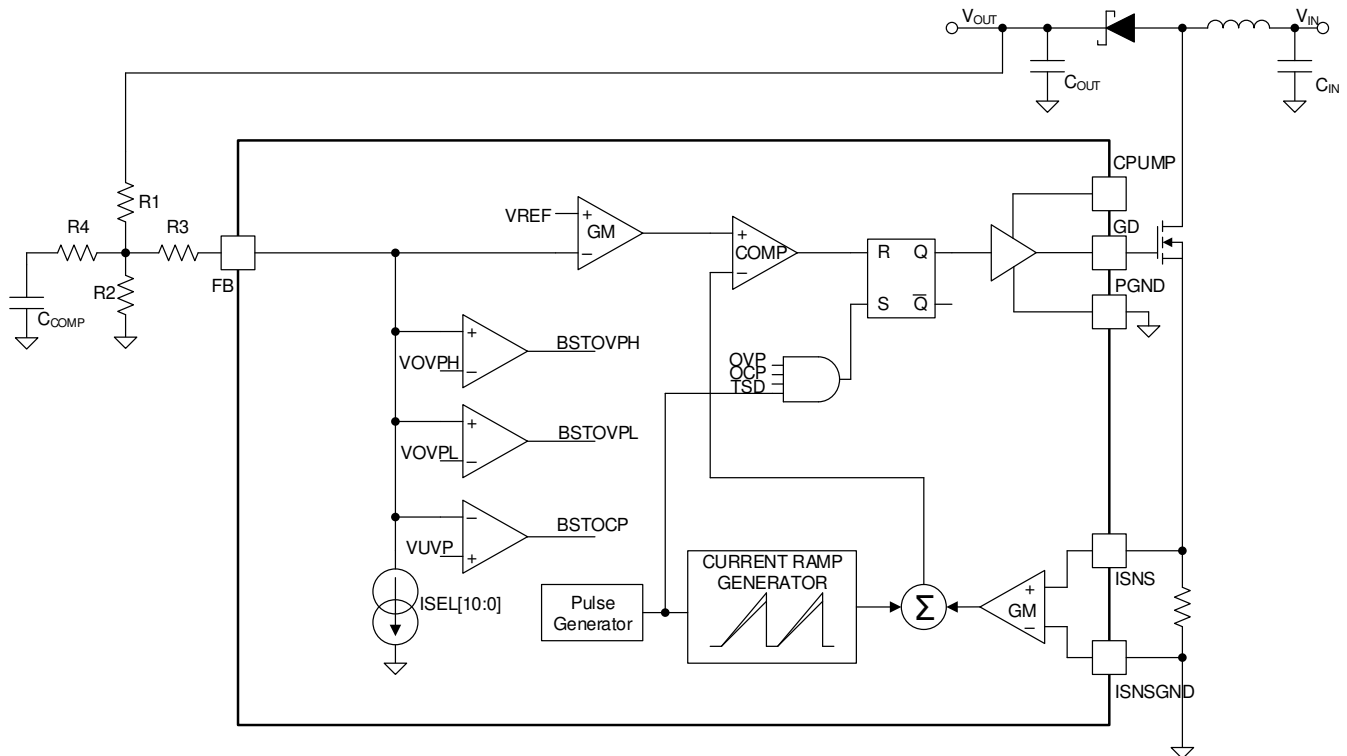 VOUT
VIN
COUT
CIN
CPUMP
R1
R4
R3
VREF
+
GM
−
+
COMP
−
R Q
S Q
GD
FB
R2
PGND
CCOMP
+
VOVPH
−
BSTOVPH
OVP
OCP
TSD
+
VOVPL
−
BSTOVPL
−
VUVP
+
BSTOCP
CURRENT RAMP
GENERATOR
ISNS
ISEL[10:0]
Pulse
Generator
Σ
+
GM
−
ISNSGND